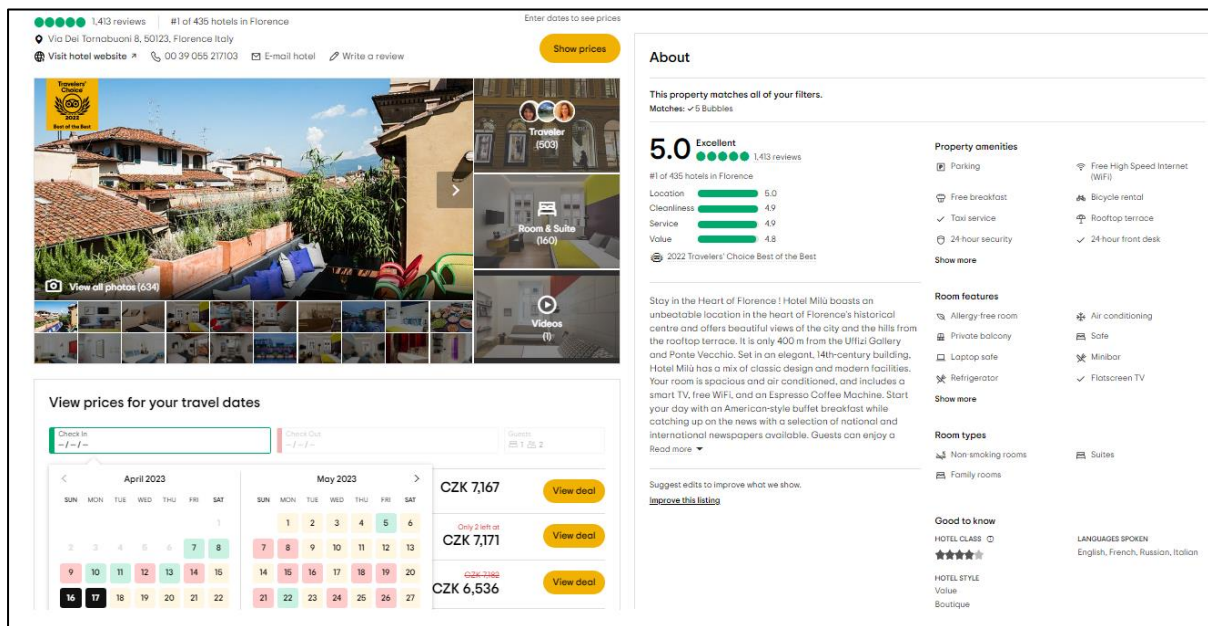 1,413 reviews | #1 of 435 hotels in Florence
Via Dei Tornabuoni 8, 50123, Florence Italy
Visit hotel website 00 39 055 217103 E-mail hotel Write a review
Enter dates to see prices
Show prices
Travelers'
Choice
2022
Best of the Best
View all photos (634)
Traveler
(503)
Room & Suite
(160)
Videos
(1)
View prices for your travel dates
Check In
– / – / –
Check Out
– / – / –
Guests
1 2
April 2023
SUN MON TUE WED THU FRI SAT
1
2 3 4 5 6 7 8
9 10 11 12 13 14 15
16 17 18 19 20 21 22
May 2023
SUN MON TUE WED THU FRI SAT
1 2 3 4 5 6
7 8 9 10 11 12 13
14 15 16 17 18 19 20
21 22 23 24 25 26 27
CZK 7,167
View deal
Only 2 left at
CZK 7,171
View deal
CZK 7,182
CZK 6,536
View deal
About
This property matches all of your filters.
Matches: 5 Bubbles
5.0 Excellent
1,413 reviews
#1 of 435 hotels in Florence
Location 5.0
Cleanliness 4.9
Service 4.9
Value 4.8
2022 Travelers' Choice Best of the Best
Stay in the Heart of Florence ! Hotel Milù boasts an
unbeatable location in the heart of Florence's historical
centre and offers beautiful views of the city and the hills from
the rooftop terrace. It is only 400 m from the Uffizi Gallery
and Ponte Vecchio. Set in an elegant, 14th-century building,
Hotel Milù has a mix of classic design and modern facilities.
Your room is spacious and air conditioned, and includes a
smart TV, free WiFi, and an Espresso Coffee Machine. Start
your day with an American-style buffet breakfast while
catching up on the news with a selection of national and
international newspapers available. Guests can enjoy a
Read more
Suggest edits to improve what we show.
Improve this listing
Property amenities
Parking
Free High Speed Internet
(WiFi)
Free breakfast
Bicycle rental
Taxi service
Rooftop terrace
24-hour security
24-hour front desk
Show more
Room features
Allergy-free room
Air conditioning
Private balcony
Safe
Laptop safe
Minibar
Refrigerator
Flatscreen TV
Show more
Room types
Non-smoking rooms
Suites
Family rooms
Good to know
HOTEL CLASS
LANGUAGES SPOKEN
English, French, Russian, Italian
HOTEL STYLE
Value
Boutique